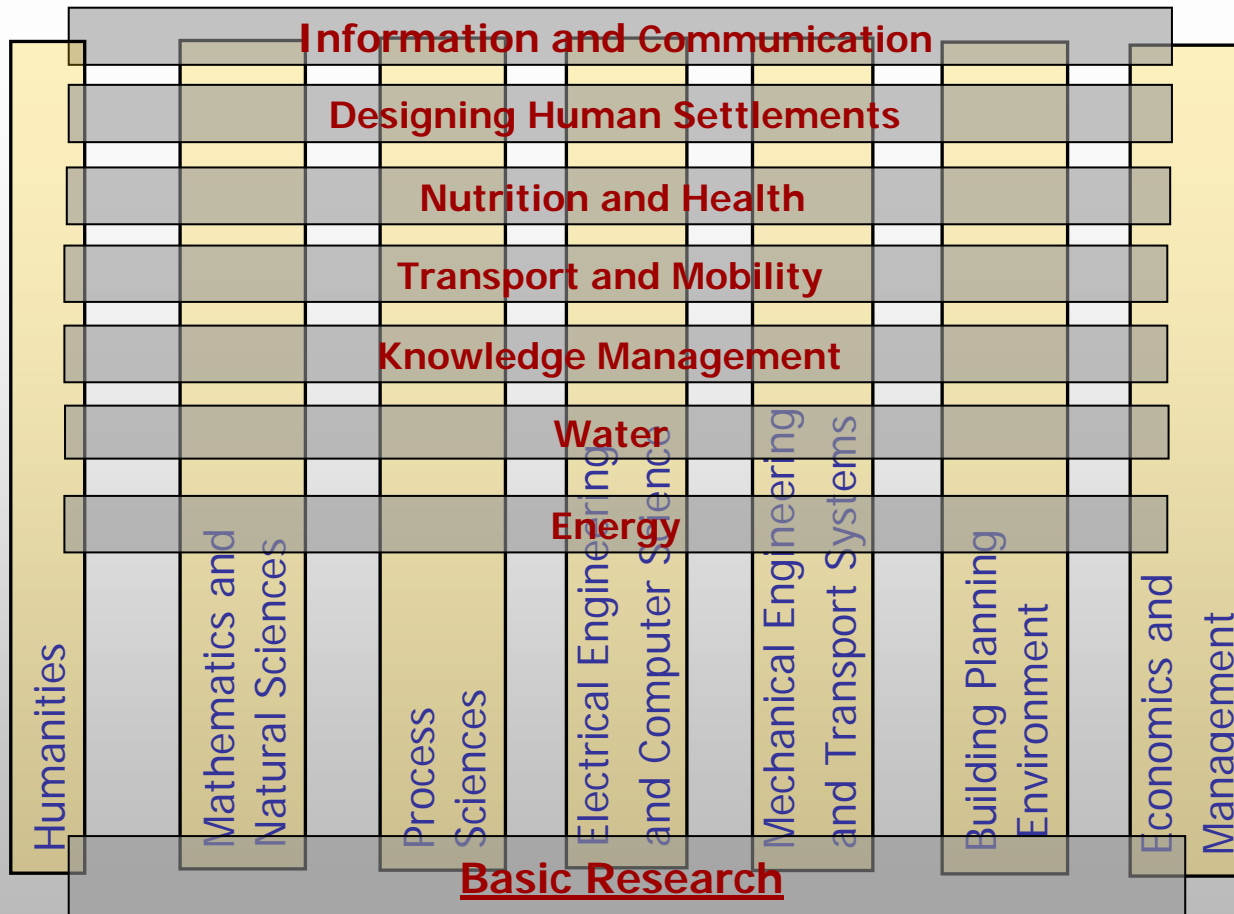 Information and Communication
Designing Human Settlements
Nutrition and Health
Transport and Mobility
Knowledge Management
Water
Energy
Humanities
Mathematics and
Natural Sciences
Process
Sciences
Electrical Engineering
and Computer Science
Mechanical Engineering
and Transport Systems
Building Planning
Environment
Economics and
Management
Basic Research